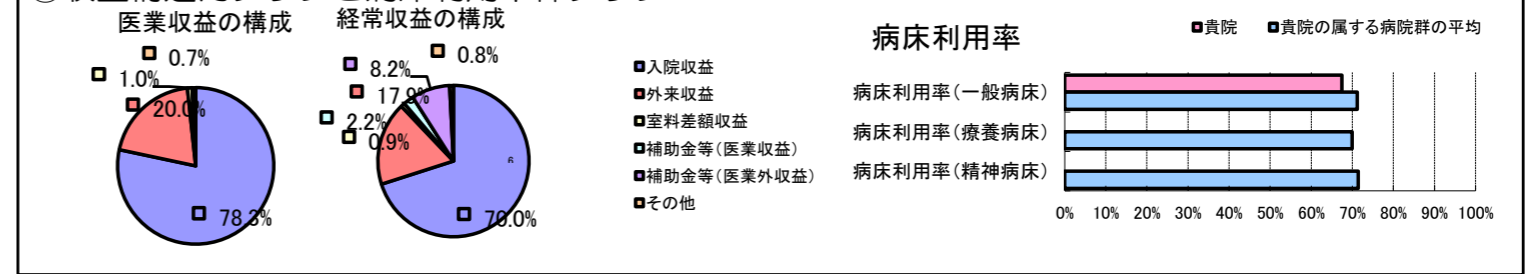 医業収益の構成
0.7%
1.0%
20.0%
78.3%
経常収益の構成
0.8%
8.2%
17.9%
2.2%
0.9%
70.0%
入院収益
外来収益
室料差額収益
補助金等(医業収益)
補助金等(医業外収益)
その他
病床利用率
貴院 貴院の属する病院群の平均
病床利用率(一般病床)
病床利用率(療養病床)
病床利用率(精神病床)
0% 10% 20% 30% 40% 50% 60% 70% 80% 90% 100%